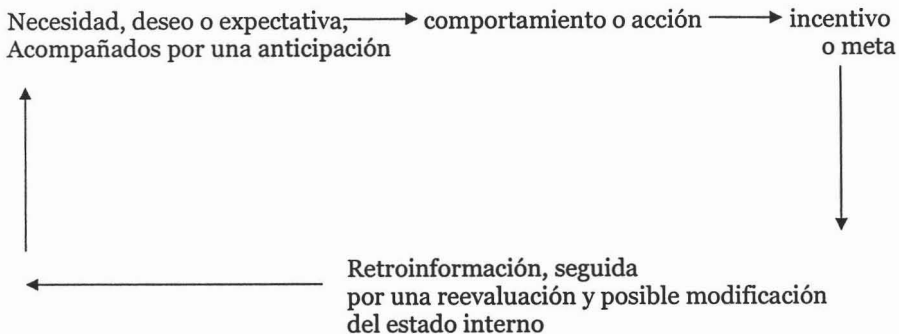 Necesidad, deseo o expectativa, comportamiento o acción incentivo
Acompañados por una anticipación o meta
Retroinformación, seguida
por una reevaluación y posible modificación
del estado interno